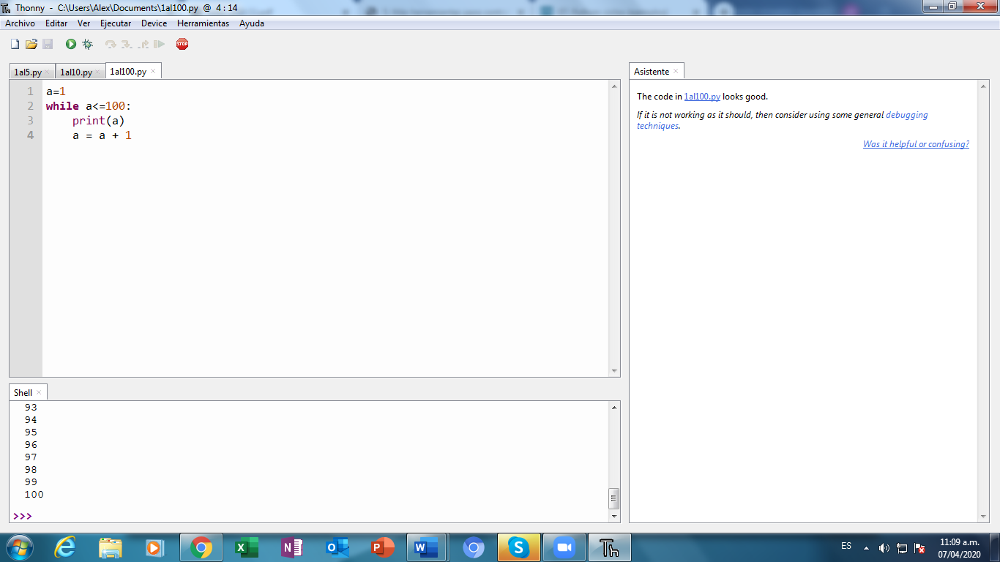 Thonny - C:\Users\Alex\Documents\1al100.py @ 4 : 14
Archivo Editar Ver Ejecutar Device Herramientas Ayuda
STOP
1al5.py 1al10.py 1al100.py
1 a=1
2 while a<=100:
3     print(a)
4     a = a + 1
Asistente
The code in 1al100.py looks good.
If it is not working as it should, then consider using some general debugging
techniques.
Was it helpful or confusing?
Shell
93
94
95
96
97
98
99
100
>>>
ES
11:09 a.m.
07/04/2020